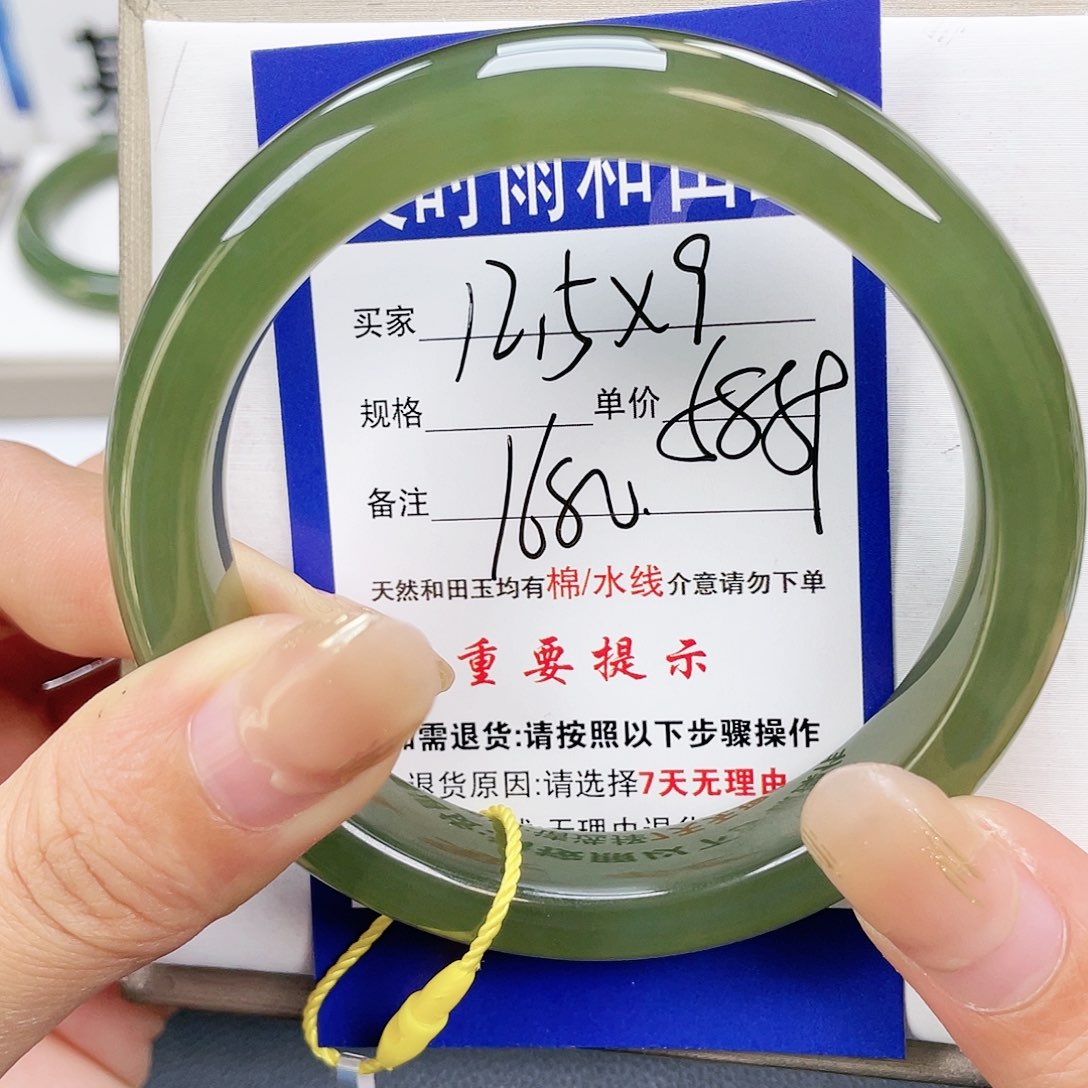 的雨和田
买家 12.5×9
规格 单价
备注 1680.
天然和田玉均有棉/水线介意请勿下单
重要提示
需退货:请按照以下步骤操作
退货原因:请选择7天无理由